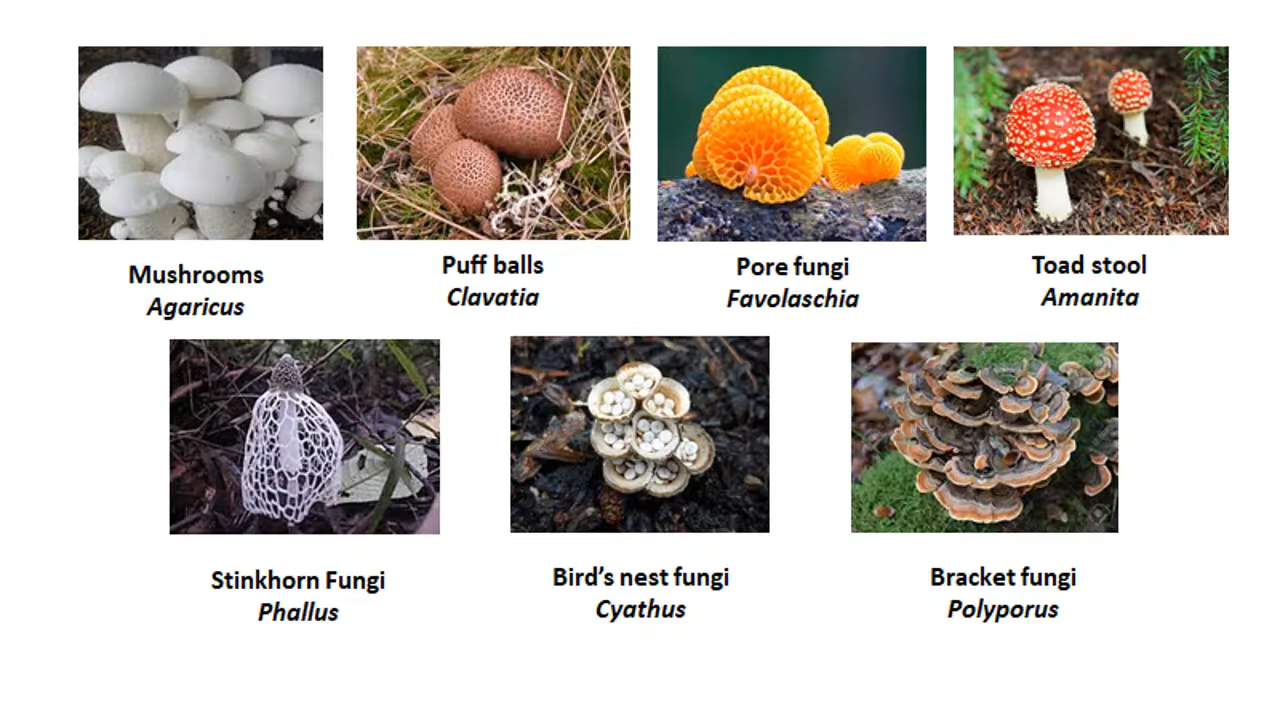 Mushrooms
Agaricus
Puff balls
Clavatia
Pore fungi
Favolaschia
Toad stool
Amanita
Stinkhorn Fungi
Phallus
Bird’s nest fungi
Cyathus
Bracket fungi
Polyporus